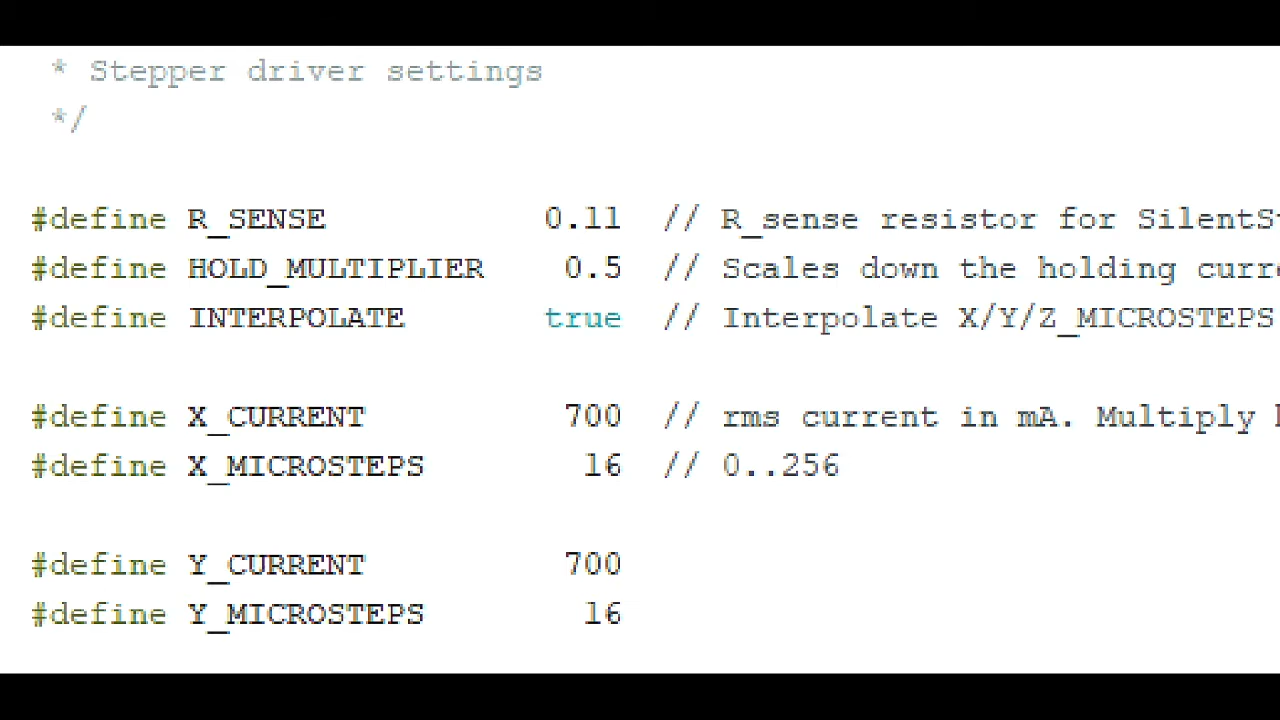 * Stepper driver settings
*/
#define R_SENSE 0.11 // R_sense resistor for SilentSt
#define HOLD_MULTIPLIER 0.5 // Scales down the holding curre
#define INTERPOLATE true // Interpolate X/Y/Z_MICROSTEPS
#define X_CURRENT 700 // rms current in mA. Multiply
#define X_MICROSTEPS 16 // 0..256
#define Y_CURRENT 700
#define Y_MICROSTEPS 16